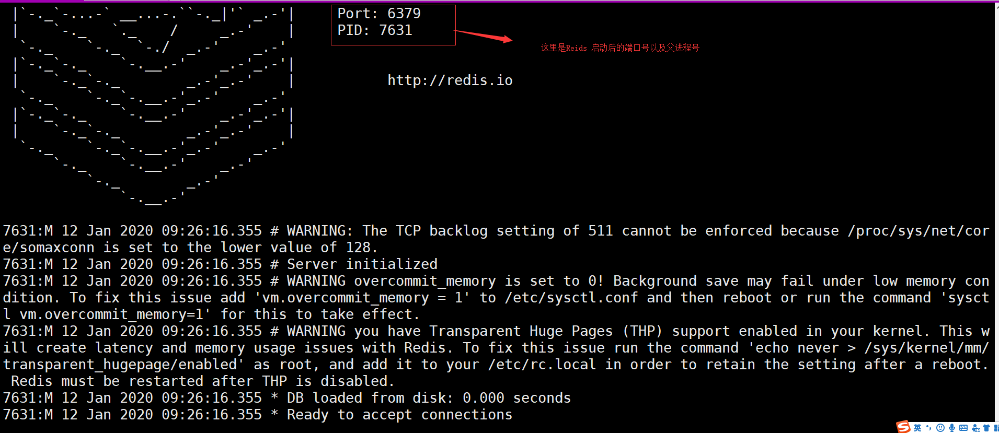 Port: 6379
PID: 7631
这里是Reids 启动后的端口号以及父进程号
http://redis.io
7631:M 12 Jan 2020 09:26:16.355 # WARNING: The TCP backlog setting of 511 cannot be enforced because /proc/sys/net/cor
e/somaxconn is set to the lower value of 128.
7631:M 12 Jan 2020 09:26:16.355 # Server initialized
7631:M 12 Jan 2020 09:26:16.355 # WARNING overcommit_memory is set to 0! Background save may fail under low memory con
dition. To fix this issue add 'vm.overcommit_memory = 1' to /etc/sysctl.conf and then reboot or run the command 'sysct
l vm.overcommit_memory=1' for this to take effect.
7631:M 12 Jan 2020 09:26:16.355 # WARNING you have Transparent Huge Pages (THP) support enabled in your kernel. This w
ill create latency and memory usage issues with Redis. To fix this issue run the command 'echo never > /sys/kernel/mm/
transparent_hugepage/enabled' as root, and add it to your /etc/rc.local in order to retain the setting after a reboot.
Redis must be restarted after THP is disabled.
7631:M 12 Jan 2020 09:26:16.355 * DB loaded from disk: 0.000 seconds
7631:M 12 Jan 2020 09:26:16.355 * Ready to accept connections
英